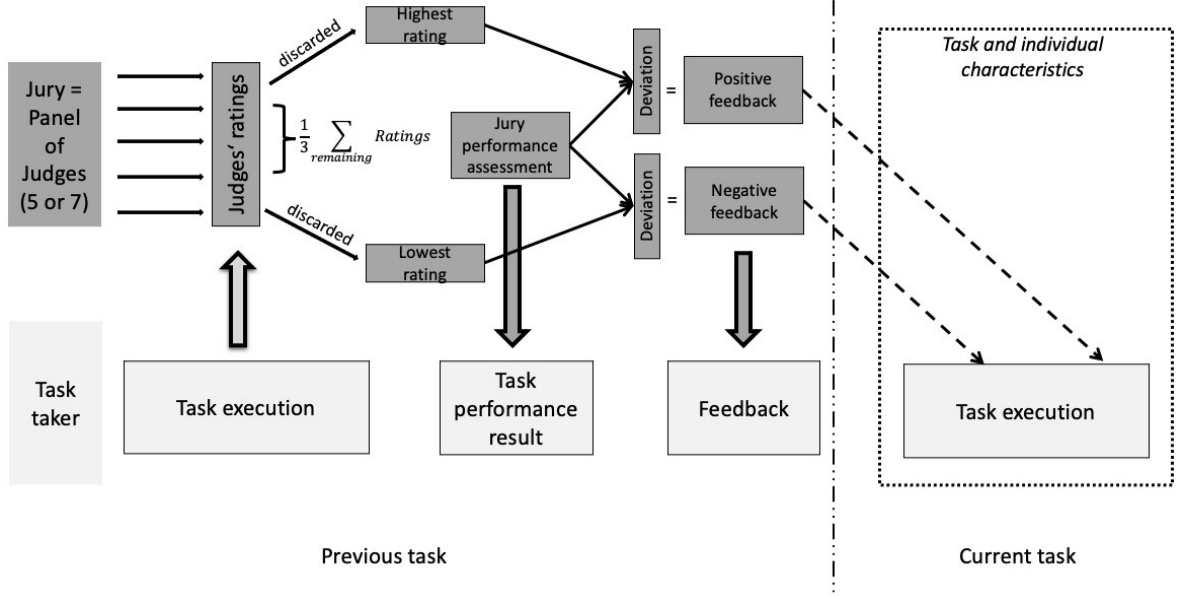 Jury =
Panel
of
Judges
(5 or 7)
Judges‘ ratings
discarded
Highest
rating
1/3 ∑ Ratings
remaining
discarded
Lowest
rating
Jury
performance
assessment
Deviation
=
Positive
feedback
Deviation
=
Negative
feedback
Task and individual
characteristics
Task
taker
Task execution
Task
performance
result
Feedback
Task execution
Previous task
Current task